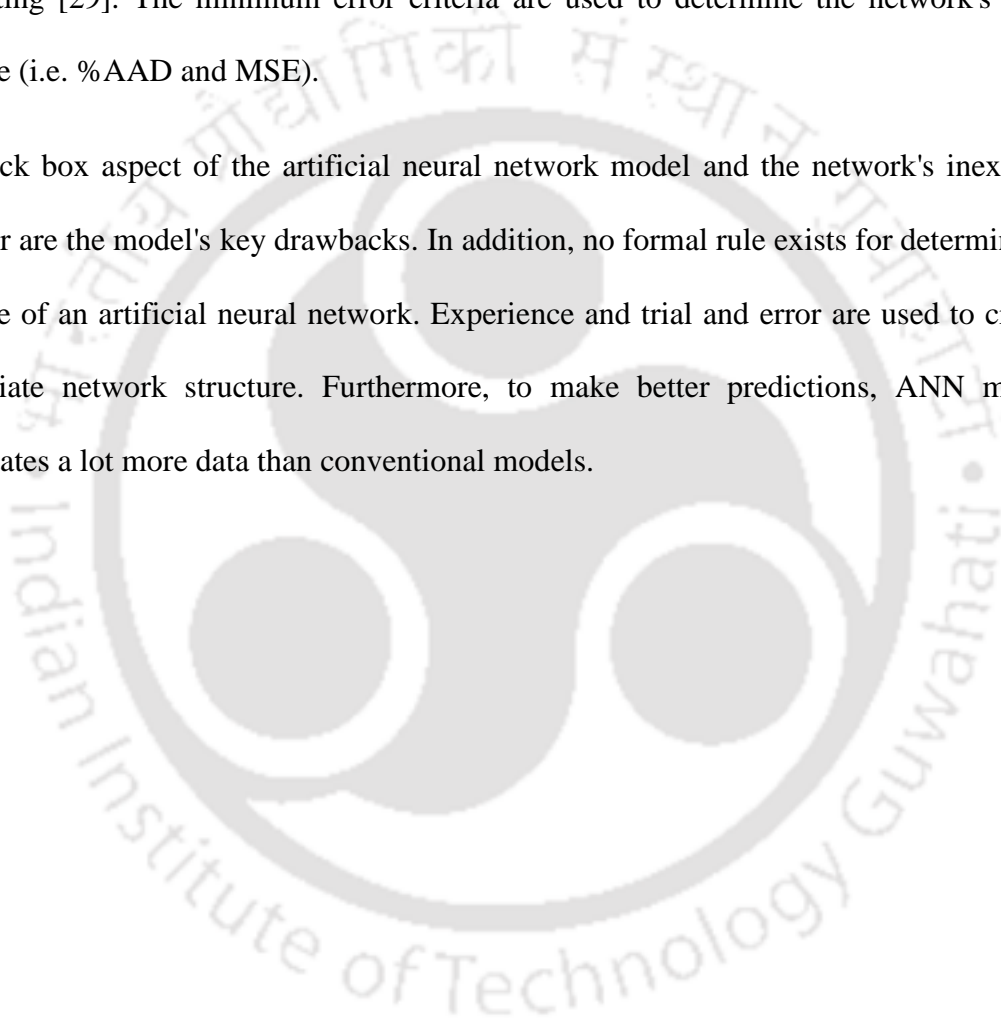 ting [29]. The minimum error criteria are used to determine the network's
e (i.e. %AAD and MSE).
ck box aspect of the artificial neural network model and the network's inex
r are the model's key drawbacks. In addition, no formal rule exists for determin
e of an artificial neural network. Experience and trial and error are used to c
iate network structure. Furthermore, to make better predictions, ANN m
ates a lot more data than conventional models.
Indian Institute of Technology Guwahati